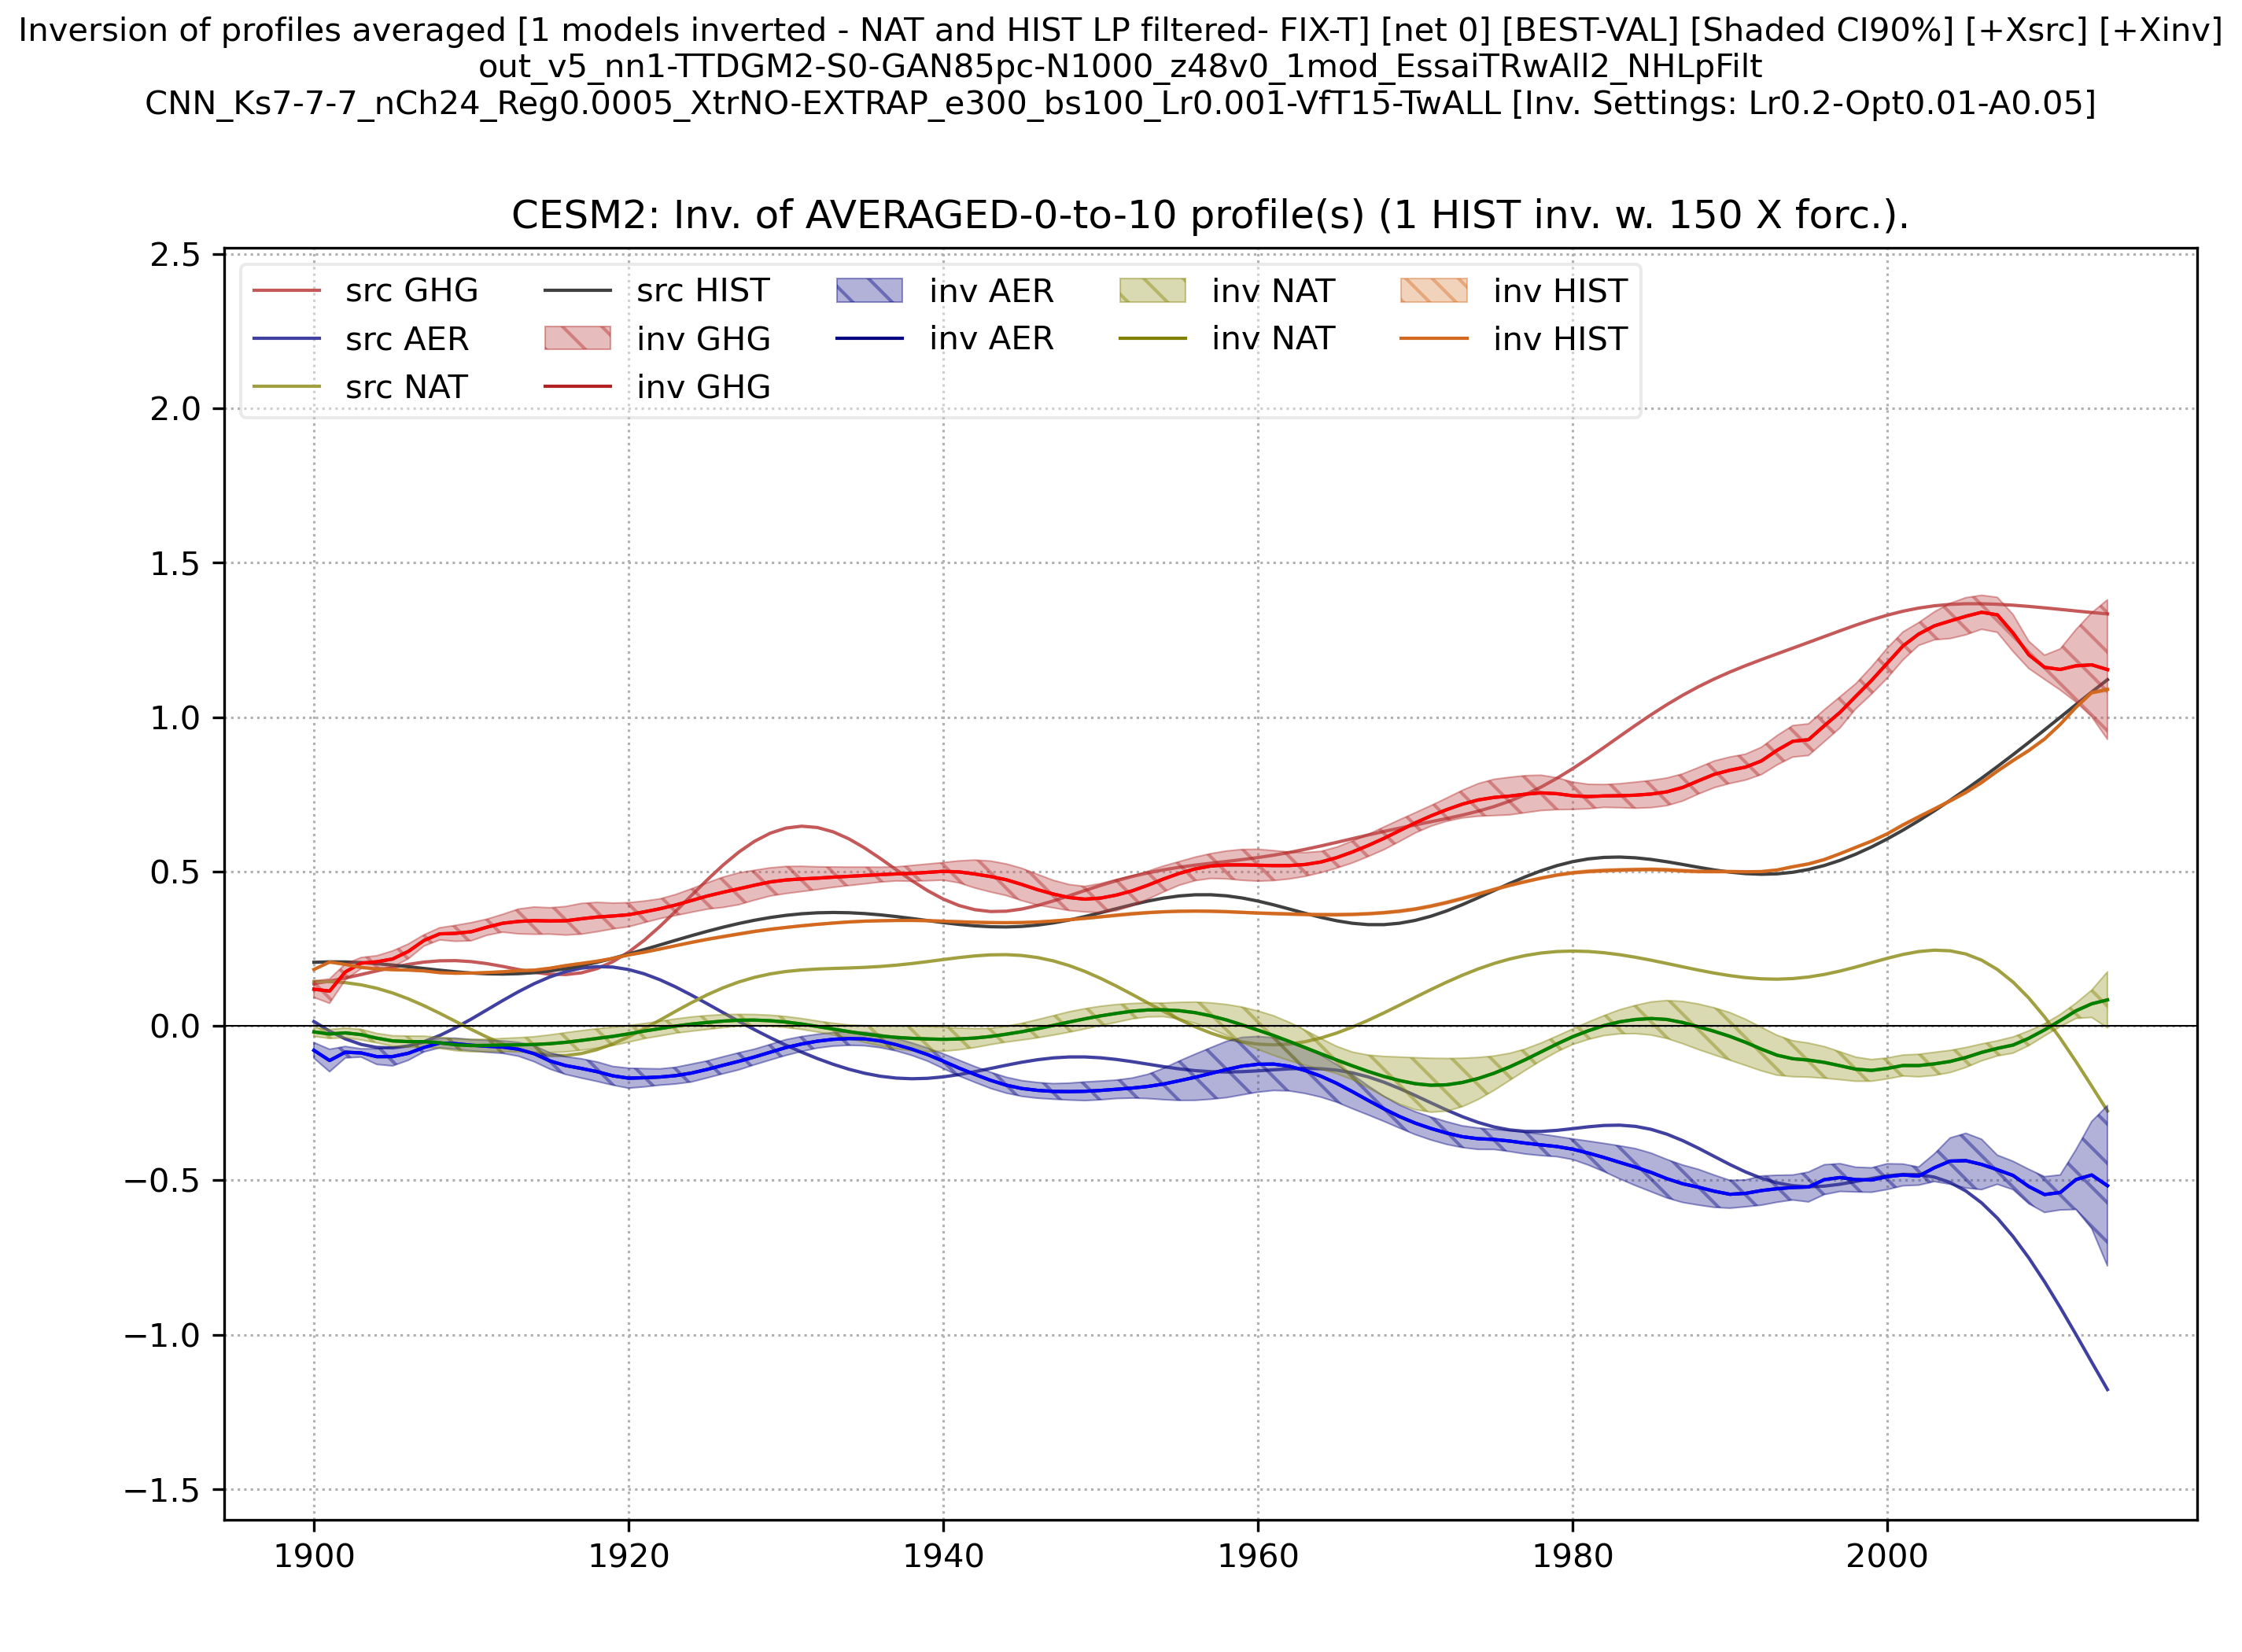 Inversion of profiles averaged [1 models inverted - NAT and HIST LP filtered- FIX-T] [net 0] [BEST-VAL] [Shaded CI90%] [+Xsrc] [+Xinv]
out_v5_nn1-TTDGM2-S0-GAN85pc-N1000_z48v0_1mod_EssaiTRwAll2_NHLpFilt
CNN_Ks7-7-7_nCh24_Reg0.0005_XtrNO-EXTRAP_e300_bs100_Lr0.001-VfT15-TwALL [Inv. Settings: Lr0.2-Opt0.01-A0.05]
CESM2: Inv. of AVERAGED-0-to-10 profile(s) (1 HIST inv. w. 150 X forc.).
src GHG
src AER
src NAT
src HIST
inv GHG
inv GHG
inv AER
inv AER
inv NAT
inv NAT
inv HIST
inv HIST
2.5
2.0
1.5
1.0
0.5
0.0
−0.5
−1.0
−1.5
1900 1920 1940 1960 1980 2000